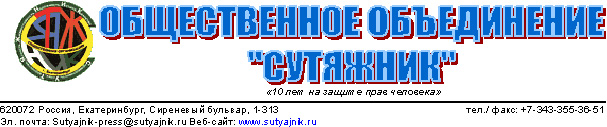 ОБЩЕСТВЕННОЕ ОБЪЕДИНЕНИЕ
"СУТЯЖНИК"
«10 лет на защите прав человека»
620072 Россия, Екатеринбург, Сиреневый бульвар, 1-313 тел./ факс: +7-343-355-36-51
Эл. почта: Sutyajnik-press@sutyajnik.ru Веб-сайт: www.sutyajnik.ru